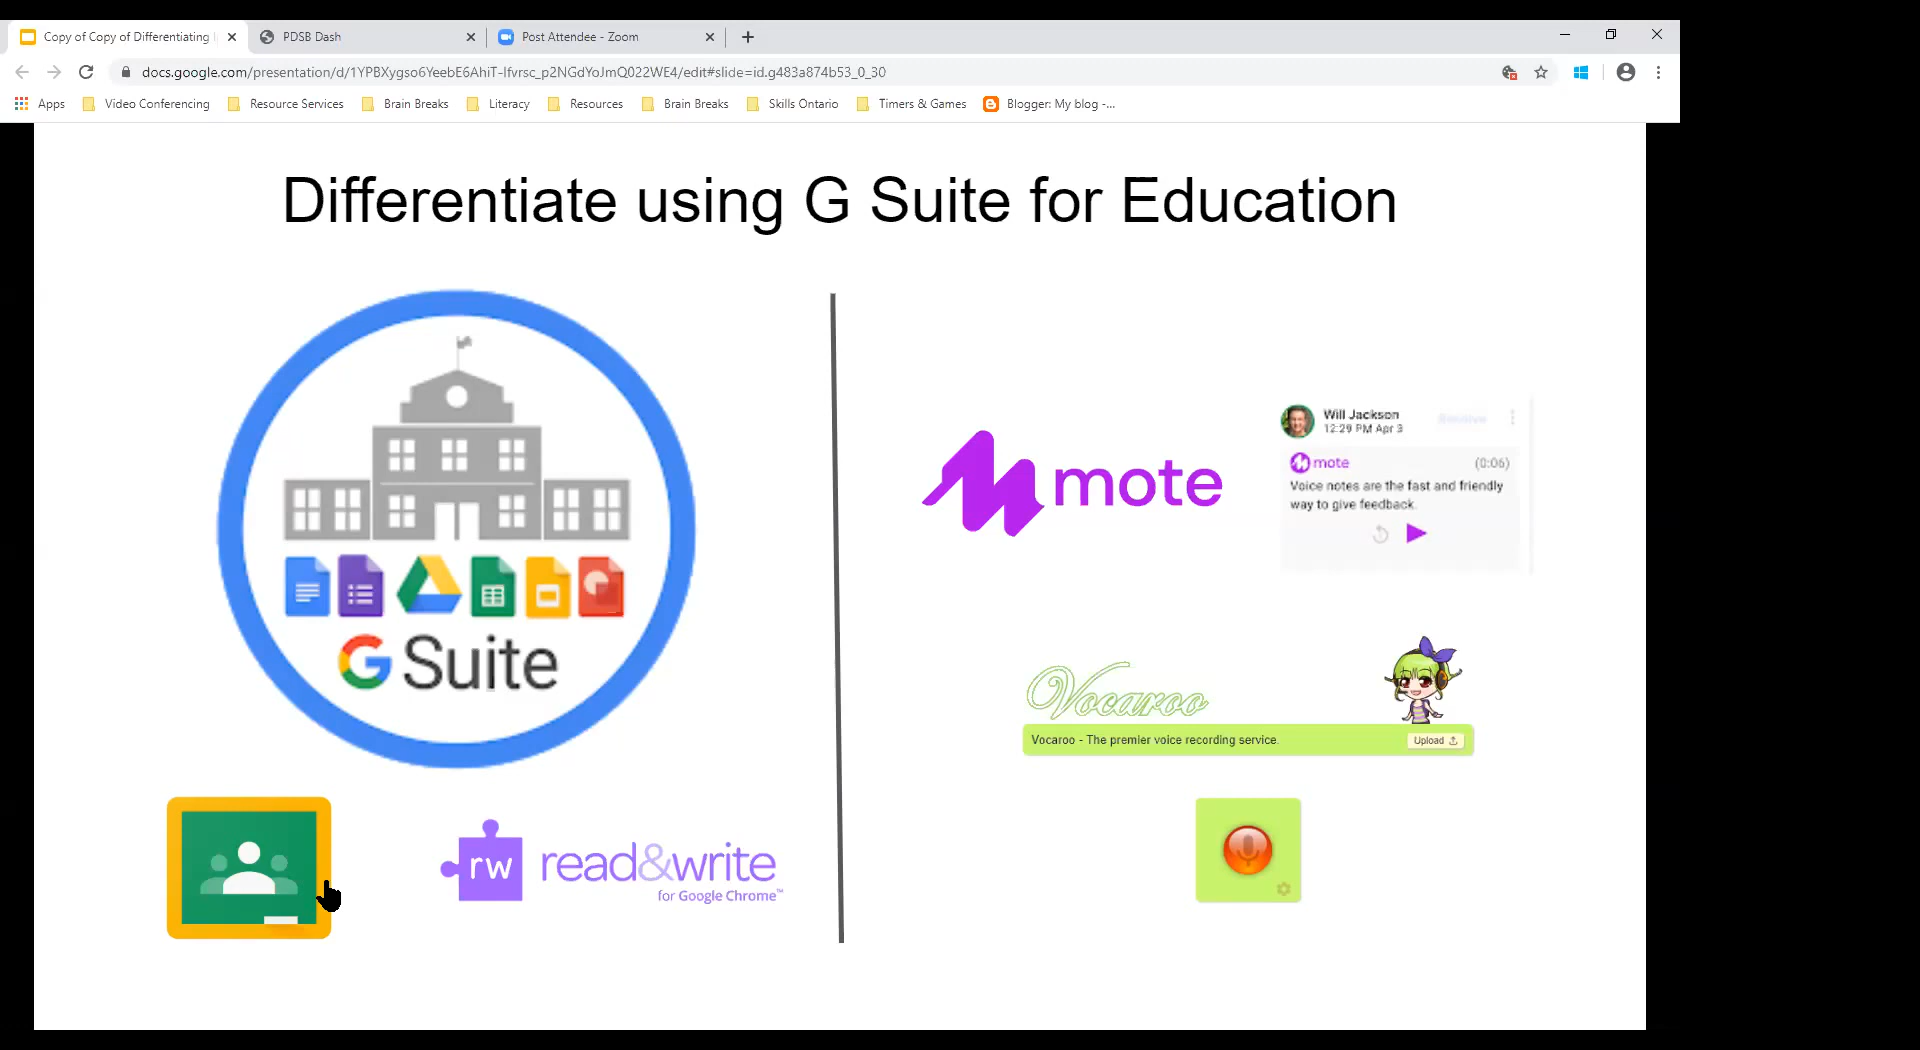 Copy of Copy of Differentiating
PDSB Dash
Post Attendee - Zoom
docs.google.com/presentation/d/1YPBXygso6YeebE6AhiT-Ifvrsc_p2NGdYoJmQ022WE4/edit#slide=id.g483a874b53_0_30
Apps
Video Conferencing
Resource Services
Brain Breaks
Literacy
Resources
Brain Breaks
Skills Ontario
Timers & Games
Blogger: My blog -...
Differentiate using G Suite for Education
G Suite
rw
read&write
for Google Chrome™
mote
Will Jackson
12:29 PM Apr 3
Resolve
mote
(0:06)
Voice notes are the fast and friendly
way to give feedback.
Vocaroo
Vocaroo - The premier voice recording service.
Upload